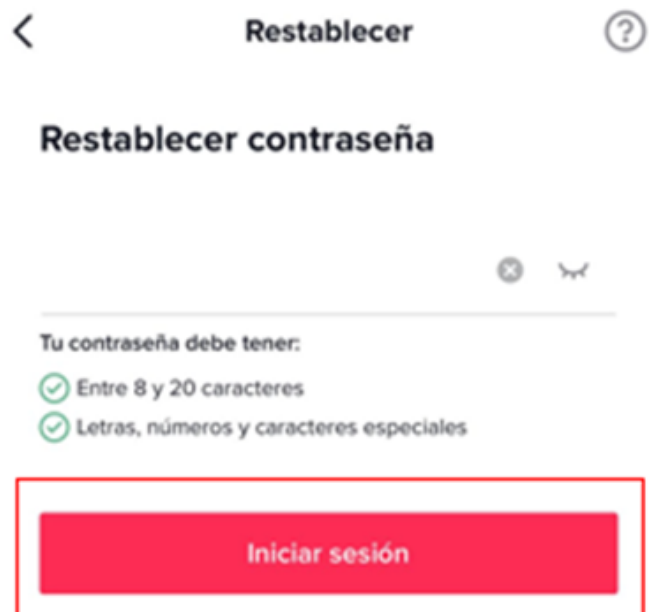 Restablecer
Restablecer contraseña
Tu contraseña debe tener:
Entre 8 y 20 caracteres
Letras, números y caracteres especiales
Iniciar sesión